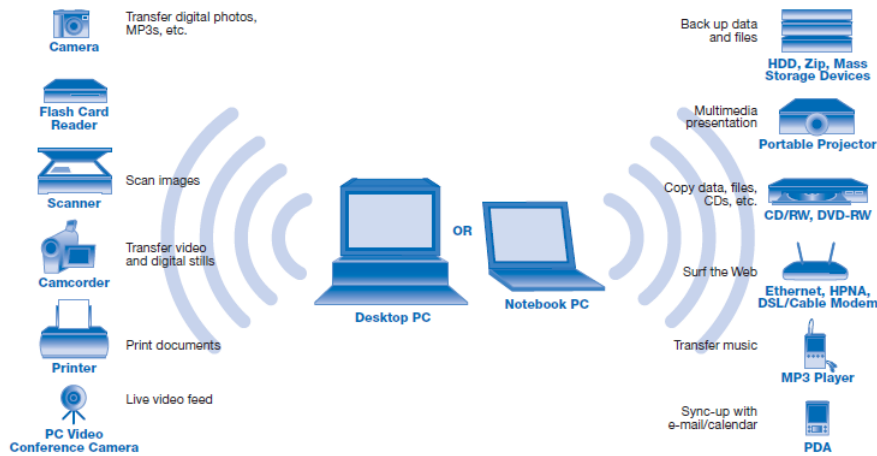 Transfer digital photos,
MP3s, etc.
Camera
Flash Card
Reader
Scan images
Scanner
Transfer video
and digital stills
Camcorder
Print documents
Printer
Live video feed
PC Video
Conference Camera
OR
Desktop PC
Notebook PC
Back up data
and files
HDD, Zip, Mass
Storage Devices
Multimedia
presentation
Portable Projector
Copy data, files,
CDs, etc.
CD/RW, DVD-RW
Surf the Web
Ethernet, HPNA,
DSL/Cable Modem
Transfer music
MP3 Player
Sync-up with
e-mail/calendar
PDA